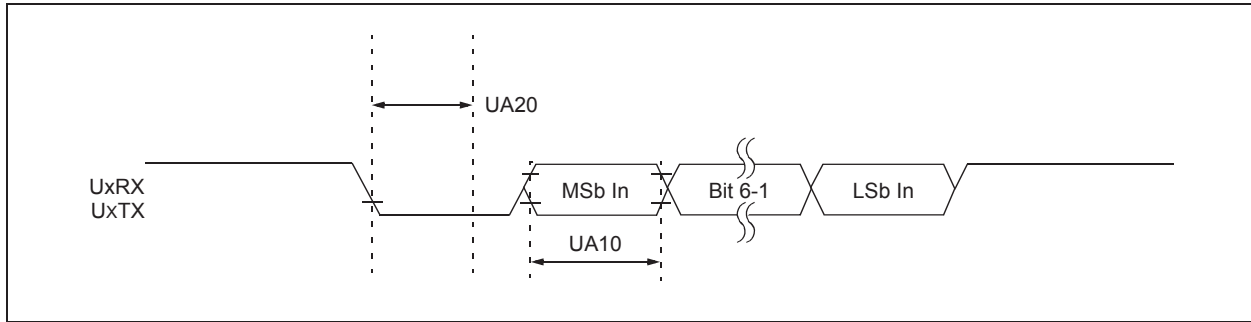 UA20
UxRX
UxTX
MSb In
Bit 6-1
LSb In
UA10